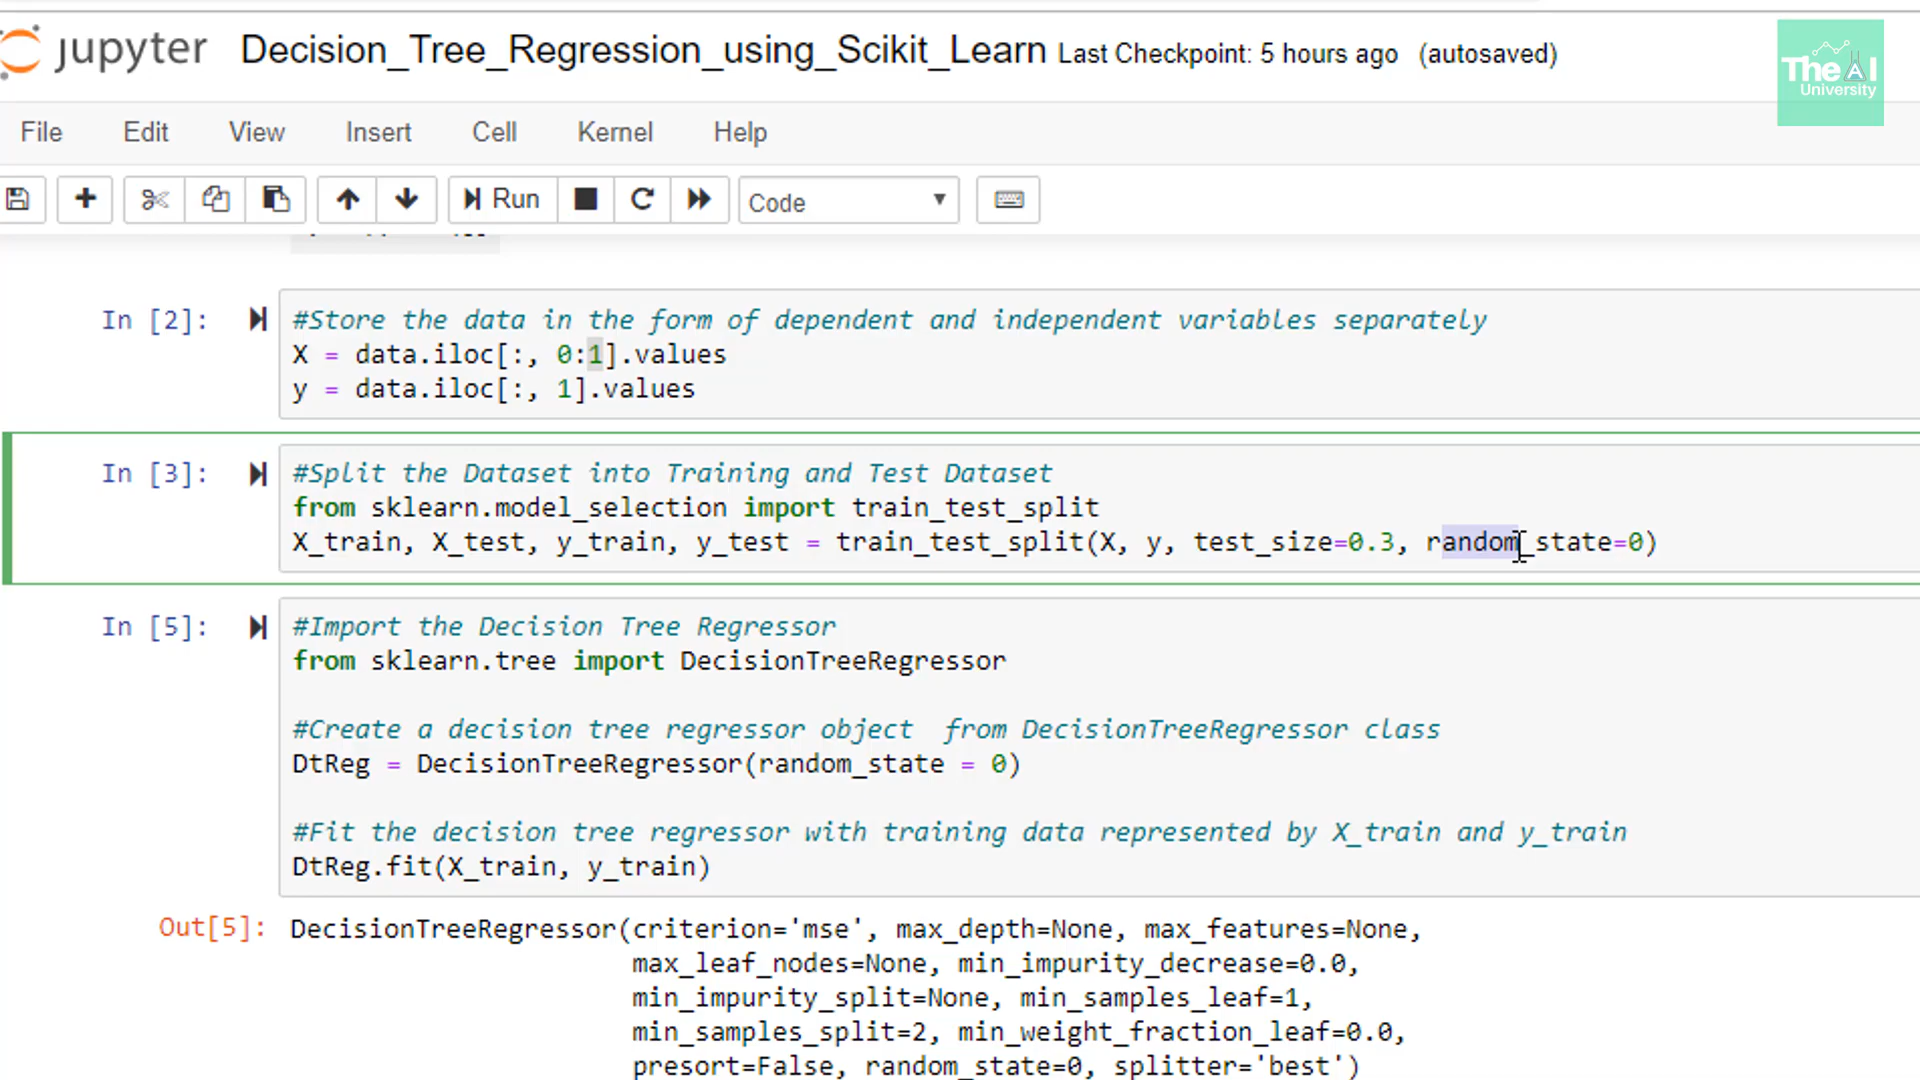 jupyter Decision_Tree_Regression_using_Scikit_Learn Last Checkpoint: 5 hours ago (autosaved)
The AI
University
File Edit View Insert Cell Kernel Help
Run Code
In [2]: #Store the data in the form of dependent and independent variables separately
X = data.iloc[:, 0:1].values
y = data.iloc[:, 1].values
In [3]: #Split the Dataset into Training and Test Dataset
from sklearn.model_selection import train_test_split
X_train, X_test, y_train, y_test = train_test_split(X, y, test_size=0.3, random_state=0)
In [5]: #Import the Decision Tree Regressor
from sklearn.tree import DecisionTreeRegressor
#Create a decision tree regressor object  from DecisionTreeRegressor class
DtReg = DecisionTreeRegressor(random_state = 0)
#Fit the decision tree regressor with training data represented by X_train and y_train
DtReg.fit(X_train, y_train)
Out[5]: DecisionTreeRegressor(criterion='mse', max_depth=None, max_features=None,
max_leaf_nodes=None, min_impurity_decrease=0.0,
min_impurity_split=None, min_samples_leaf=1,
min_samples_split=2, min_weight_fraction_leaf=0.0,
presort=False, random_state=0, splitter='best')